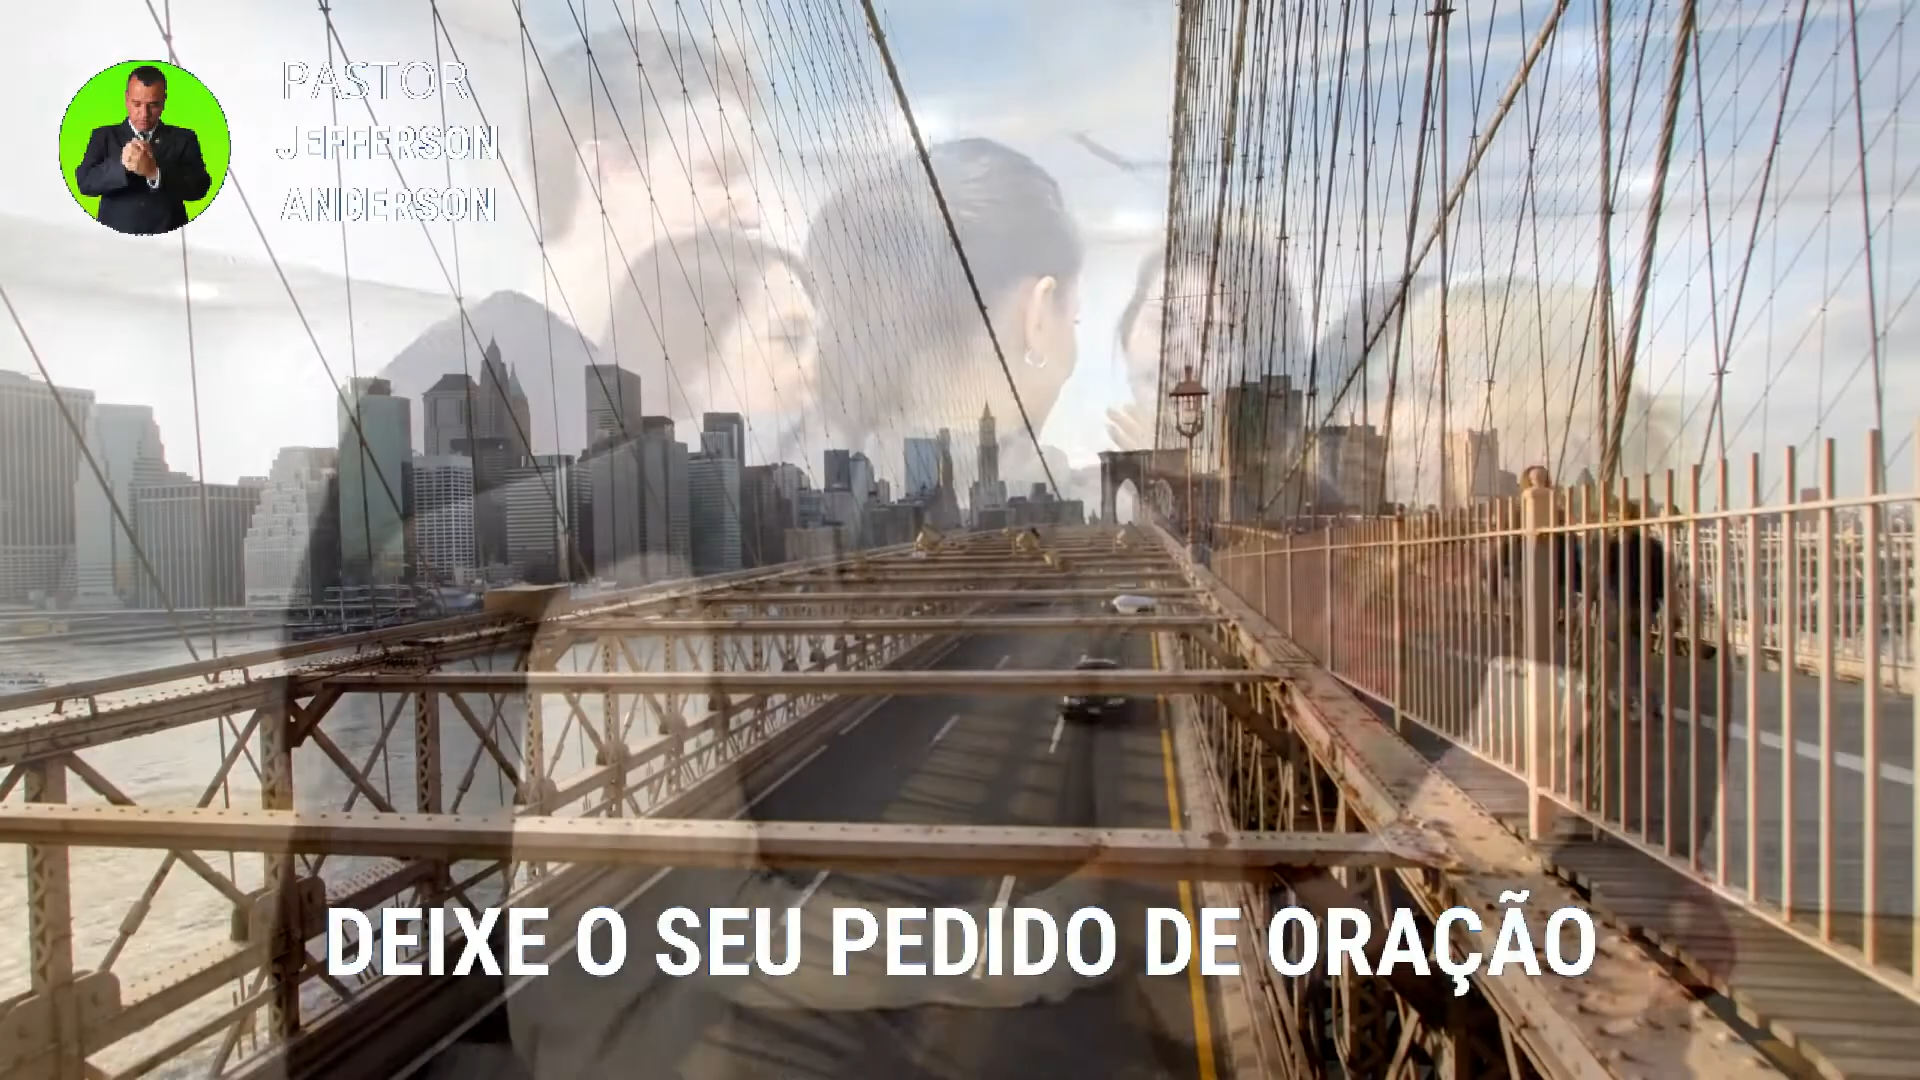 PASTOR
JEFFERSON
ANDERSON
DEIXE O SEU PEDIDO DE ORAÇÃO